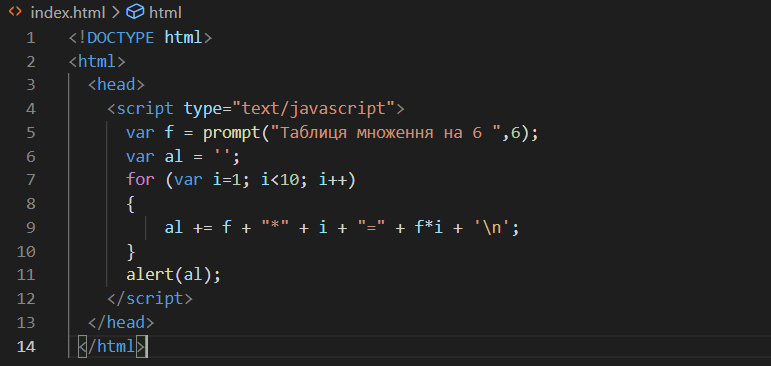 index.html > html
1 <!DOCTYPE html>
2 <html>
3 <head>
4 <script type="text/javascript">
5 var f = prompt("Таблиця множення на 6 ",6);
6 var al = '';
7 for (var i=1; i<10; i++)
8 {
9 al += f + "*" + i + "=" + f*i + '\n';
10 }
11 alert(al);
12 </script>
13 </head>
14 </html>